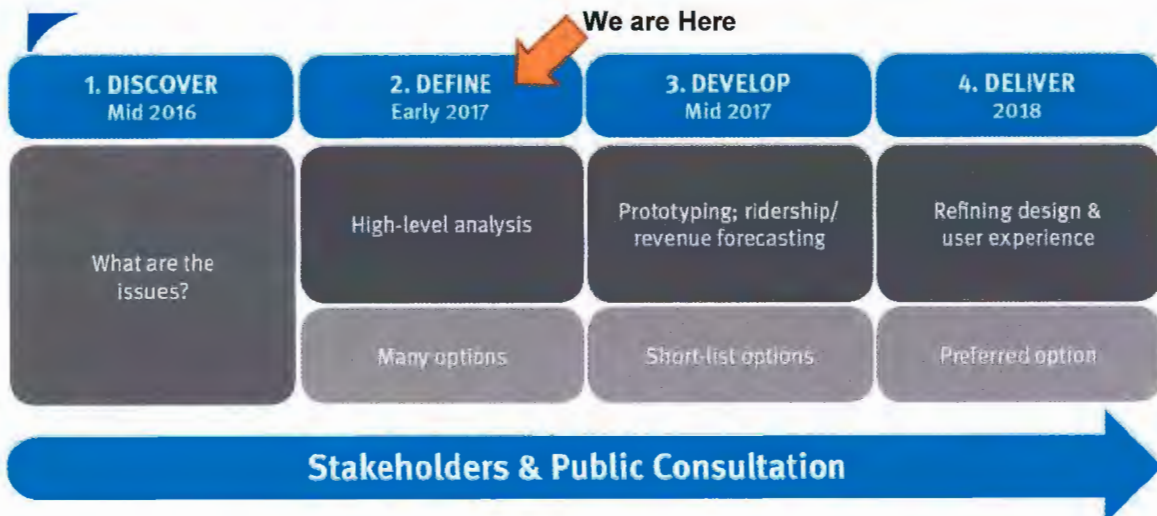 We are Here
1. DISCOVER
Mid 2016
2. DEFINE
Early 2017
3. DEVELOP
Mid 2017
4. DELIVER
2018
What are the
issues?
High-level analysis
Prototyping; ridership/
revenue forecasting
Refining design &
user experience
Many options
Short-list options
Preferred option
Stakeholders & Public Consultation